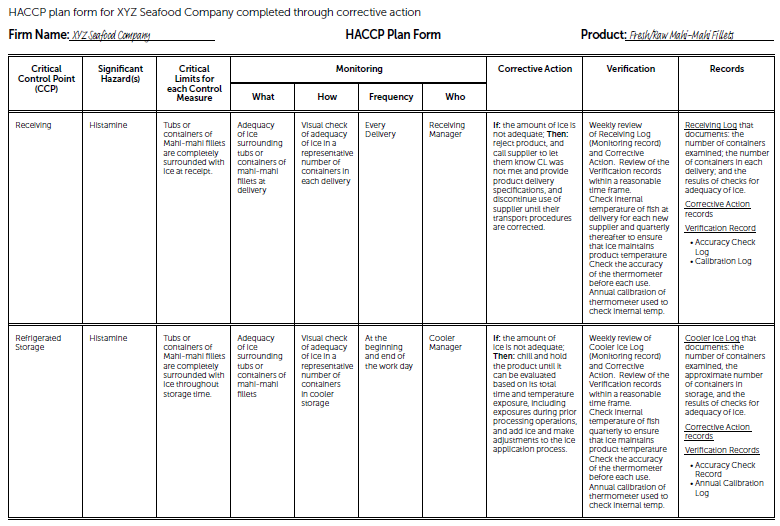 HACCP plan form for XYZ Seafood Company completed through corrective action
Firm Name: XYZ Seafood Company HACCP Plan Form Product: Fresh/Raw Mahi-Mahi Fillets
Critical
Control Point
(CCP)
Significant
Hazard(s)
Critical
Limits for
each Control
Measure
Monitoring
What
How
Frequency
Who
Corrective Action
Verification
Records
Receiving
Histamine
Tubs or
containers of
Mahi-mahi fillets
are completely
surrounded with
ice at receipt.
Adequacy
of ice
surrounding
tubs or
containers of
mahi-mahi
fillets at
delivery
Visual check
of adequacy
of ice in a
representative
number of
containers in
each delivery
Every
Delivery
Receiving
Manager
If: the amount of ice is
not adequate; Then:
reject product, and
call supplier to let
them know CL was
not met and provide
product delivery
specifications, and
discontinue use of
supplier until their
transport procedures
are corrected.
Weekly review
of Receiving Log
(Monitoring record)
and Corrective
Action. Review of the
Verification records
within a reasonable
time frame.
Check internal
temperature of fish at
delivery for each new
supplier and quarterly
thereafter to ensure
that ice maintains
product temperature
Check the accuracy
of the thermometer
before each use.
Annual calibration of
thermometer used to
check internal temp.
Receiving Log that
documents: the
number of containers
examined; the number
of containers in each
delivery; and the
results of checks for
adequacy of ice.
Corrective Action
records
Verification Record
• Accuracy Check
Log
• Calibration Log
Refrigerated
Storage
Histamine
Tubs or
containers of
Mahi-mahi fillets
are completely
surrounded with
ice throughout
storage time.
Adequacy
of ice
surrounding
tubs or
containers of
mahi-mahi
fillets
Visual check
of adequacy
of ice in a
representative
number of
containers
in cooler
storage
At the
beginning
and end of
the work day
Cooler
Manager
If: the amount of
ice is not adequate;
Then: chill and hold
the product until it
can be evaluated
based on its total
time and temperature
exposure, including
exposures during prior
processing operations,
and add ice and make
adjustments to the ice
application process.
Weekly review of
Cooler Ice Log
(Monitoring record)
and Corrective
Action. Review of the
Verification records
within a reasonable
time frame.
Check internal
temperature of fish
quarterly to ensure
that ice maintains
product temperature
Check the accuracy
of the thermometer
before each use.
Annual calibration of
thermometer used to
check internal temp.
Cooler Ice Log that
documents: the
number of containers
examined, the
approximate number of
containers in
storage, and the
results of checks for
adequacy of ice.
Corrective Action
records
Verification Records
• Accuracy Check
Record
• Annual Calibration
Log